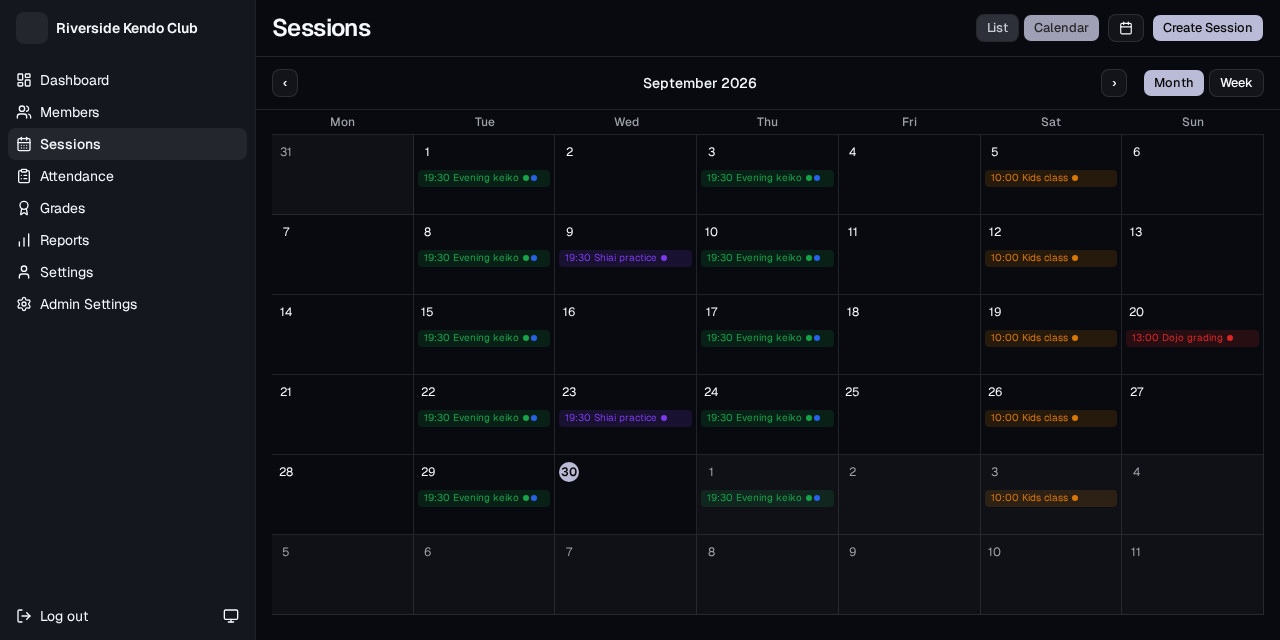 Riverside Kendo Club
Dashboard
Members
Sessions
Attendance
Grades
Reports
Settings
Admin Settings
Log out
Sessions
List
Calendar
Create Session
‹
September 2026
›
Month
Week
Mon Tue Wed Thu Fri Sat Sun
31 1 2 3 4 5 6
19:30 Evening keiko 19:30 Evening keiko 10:00 Kids class
7 8 9 10 11 12 13
19:30 Evening keiko 19:30 Shiai practice 19:30 Evening keiko 10:00 Kids class
14 15 16 17 18 19 20
19:30 Evening keiko 19:30 Evening keiko 10:00 Kids class 13:00 Dojo grading
21 22 23 24 25 26 27
19:30 Evening keiko 19:30 Shiai practice 19:30 Evening keiko 10:00 Kids class
28 29 30 1 2 3 4
19:30 Evening keiko 19:30 Evening keiko 10:00 Kids class
5 6 7 8 9 10 11